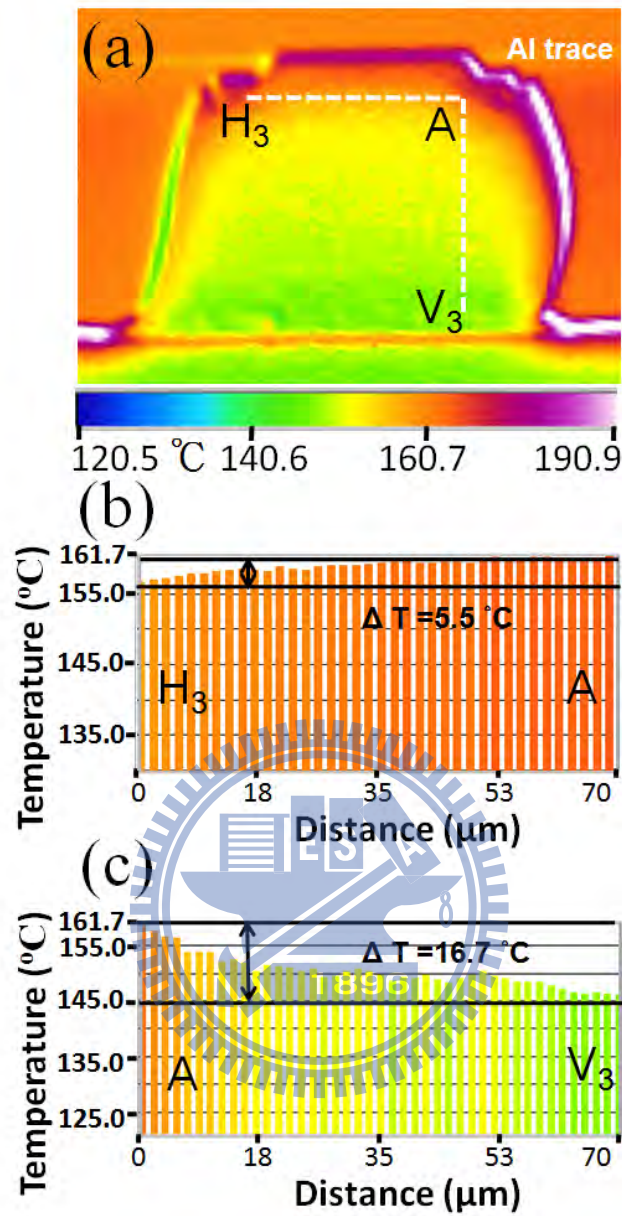 (a)
Al trace
H₃
A
V₃
120.5 ℃ 140.6 160.7 190.9
(b)
Temperature (ºC)
161.7
155.0
145.0
135.0
Δ T =5.5 ˚C
H₃
A
0 18 35 53 70
Distance (μm)
(c)
Temperature (ºC)
161.7
155.0
145.0
135.0
125.0
Δ T =16.7 ˚C
A
V₃
0 18 35 53 70
Distance (μm)
E S A
8
1896